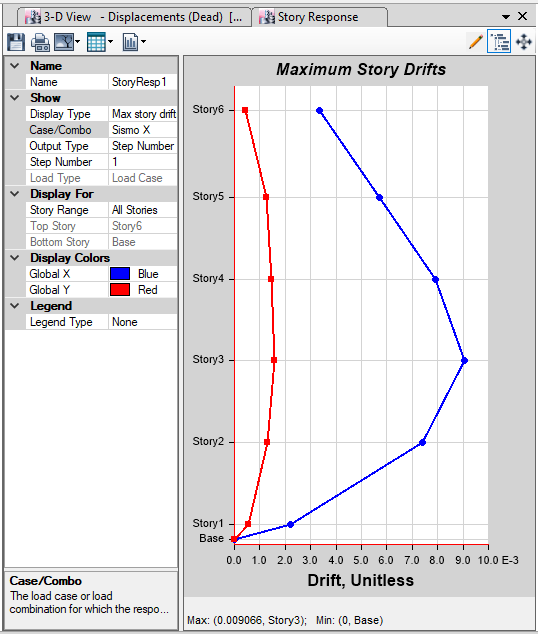 3-D View - Displacements (Dead) [...
Story Response
Name
Name StoryResp1
Show
Display Type Max story drift
Case/Combo Sismo X
Output Type Step Number
Step Number 1
Load Type Load Case
Display For
Story Range All Stories
Top Story Story6
Bottom Story Base
Display Colors
Global X Blue
Global Y Red
Legend
Legend Type None
Case/Combo
The load case or load
combination for which the respo...
Maximum Story Drifts
Story6
Story5
Story4
Story3
Story2
Story1
Base
0.0 1.0 2.0 3.0 4.0 5.0 6.0 7.0 8.0 9.0 10.0 E-3
Drift, Unitless
Max: (0.009066, Story3); Min: (0, Base)